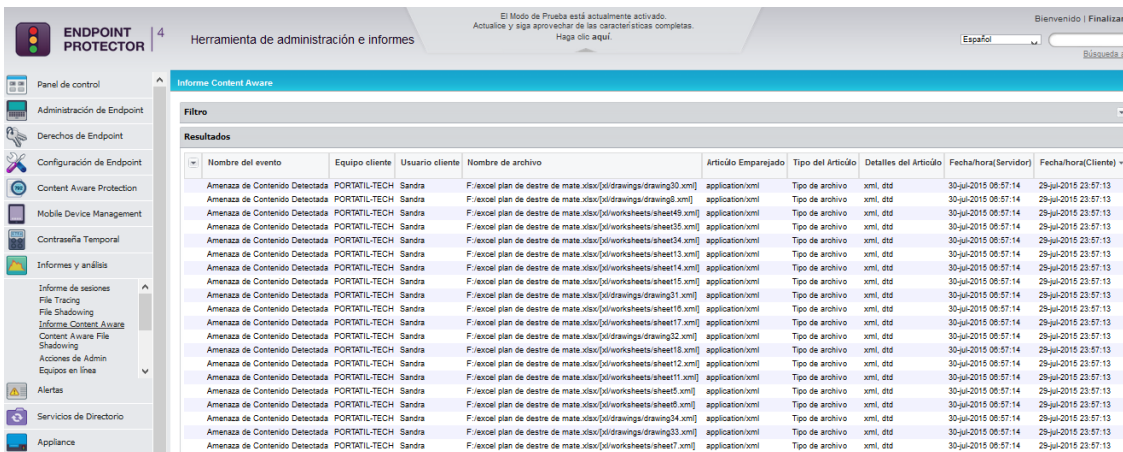 ENDPOINT PROTECTOR 4
Herramienta de administración e informes
El Modo de Prueba está actualmente activado.
Actualice y siga aprovechar de las características completas.
Haga clic aquí.
Bienvenido | Finalizar
Español
Búsqueda
Panel de control
Administración de Endpoint
Derechos de Endpoint
Configuración de Endpoint
Content Aware Protection
Mobile Device Management
Contraseña Temporal
Informes y análisis
Informe de sesiones
File Tracing
File Shadowing
Informe Content Aware
Content Aware File Shadowing
Acciones de Admin
Equipos en línea
Alertas
Servicios de Directorio
Appliance
Informe Content Aware
Filtro
Resultados
Nombre del evento Equipo cliente Usuario cliente Nombre de archivo Artículo Emparejado Tipo del Artículo Detalles del Artículo Fecha/hora(Servidor) Fecha/hora(Cliente)
Amenaza de Contenido Detectada PORTATIL-TECH Sandra F:/excel plan de destre de mate.xlsx/[xl/drawings/drawing30.xml] application/xml Tipo de archivo xml, dtd 30-jul-2015 06:57:14 29-jul-2015 23:57:13
Amenaza de Contenido Detectada PORTATIL-TECH Sandra F:/excel plan de destre de mate.xlsx/[xl/drawings/drawing8.xml] application/xml Tipo de archivo xml, dtd 30-jul-2015 06:57:14 29-jul-2015 23:57:13
Amenaza de Contenido Detectada PORTATIL-TECH Sandra F:/excel plan de destre de mate.xlsx/[xl/worksheets/sheet49.xml] application/xml Tipo de archivo xml, dtd 30-jul-2015 06:57:14 29-jul-2015 23:57:13
Amenaza de Contenido Detectada PORTATIL-TECH Sandra F:/excel plan de destre de mate.xlsx/[xl/worksheets/sheet35.xml] application/xml Tipo de archivo xml, dtd 30-jul-2015 06:57:14 29-jul-2015 23:57:13
Amenaza de Contenido Detectada PORTATIL-TECH Sandra F:/excel plan de destre de mate.xlsx/[xl/worksheets/sheet34.xml] application/xml Tipo de archivo xml, dtd 30-jul-2015 06:57:14 29-jul-2015 23:57:13
Amenaza de Contenido Detectada PORTATIL-TECH Sandra F:/excel plan de destre de mate.xlsx/[xl/worksheets/sheet13.xml] application/xml Tipo de archivo xml, dtd 30-jul-2015 06:57:14 29-jul-2015 23:57:13
Amenaza de Contenido Detectada PORTATIL-TECH Sandra F:/excel plan de destre de mate.xlsx/[xl/worksheets/sheet14.xml] application/xml Tipo de archivo xml, dtd 30-jul-2015 06:57:14 29-jul-2015 23:57:13
Amenaza de Contenido Detectada PORTATIL-TECH Sandra F:/excel plan de destre de mate.xlsx/[xl/worksheets/sheet15.xml] application/xml Tipo de archivo xml, dtd 30-jul-2015 06:57:14 29-jul-2015 23:57:13
Amenaza de Contenido Detectada PORTATIL-TECH Sandra F:/excel plan de destre de mate.xlsx/[xl/drawings/drawing31.xml] application/xml Tipo de archivo xml, dtd 30-jul-2015 06:57:14 29-jul-2015 23:57:13
Amenaza de Contenido Detectada PORTATIL-TECH Sandra F:/excel plan de destre de mate.xlsx/[xl/worksheets/sheet16.xml] application/xml Tipo de archivo xml, dtd 30-jul-2015 06:57:14 29-jul-2015 23:57:13
Amenaza de Contenido Detectada PORTATIL-TECH Sandra F:/excel plan de destre de mate.xlsx/[xl/worksheets/sheet17.xml] application/xml Tipo de archivo xml, dtd 30-jul-2015 06:57:14 29-jul-2015 23:57:13
Amenaza de Contenido Detectada PORTATIL-TECH Sandra F:/excel plan de destre de mate.xlsx/[xl/drawings/drawing32.xml] application/xml Tipo de archivo xml, dtd 30-jul-2015 06:57:14 29-jul-2015 23:57:13
Amenaza de Contenido Detectada PORTATIL-TECH Sandra F:/excel plan de destre de mate.xlsx/[xl/worksheets/sheet18.xml] application/xml Tipo de archivo xml, dtd 30-jul-2015 06:57:14 29-jul-2015 23:57:13
Amenaza de Contenido Detectada PORTATIL-TECH Sandra F:/excel plan de destre de mate.xlsx/[xl/worksheets/sheet12.xml] application/xml Tipo de archivo xml, dtd 30-jul-2015 06:57:14 29-jul-2015 23:57:13
Amenaza de Contenido Detectada PORTATIL-TECH Sandra F:/excel plan de destre de mate.xlsx/[xl/worksheets/sheet11.xml] application/xml Tipo de archivo xml, dtd 30-jul-2015 06:57:14 29-jul-2015 23:57:13
Amenaza de Contenido Detectada PORTATIL-TECH Sandra F:/excel plan de destre de mate.xlsx/[xl/worksheets/sheet5.xml] application/xml Tipo de archivo xml, dtd 30-jul-2015 06:57:14 29-jul-2015 23:57:13
Amenaza de Contenido Detectada PORTATIL-TECH Sandra F:/excel plan de destre de mate.xlsx/[xl/worksheets/sheet6.xml] application/xml Tipo de archivo xml, dtd 30-jul-2015 06:57:14 29-jul-2015 23:57:13
Amenaza de Contenido Detectada PORTATIL-TECH Sandra F:/excel plan de destre de mate.xlsx/[xl/drawings/drawing34.xml] application/xml Tipo de archivo xml, dtd 30-jul-2015 06:57:14 29-jul-2015 23:57:13
Amenaza de Contenido Detectada PORTATIL-TECH Sandra F:/excel plan de destre de mate.xlsx/[xl/drawings/drawing33.xml] application/xml Tipo de archivo xml, dtd 30-jul-2015 06:57:14 29-jul-2015 23:57:13
Amenaza de Contenido Detectada PORTATIL-TECH Sandra F:/excel plan de destre de mate.xlsx/[xl/worksheets/sheet7.xml] application/xml Tipo de archivo xml, dtd 30-jul-2015 06:57:14 29-jul-2015 23:57:13